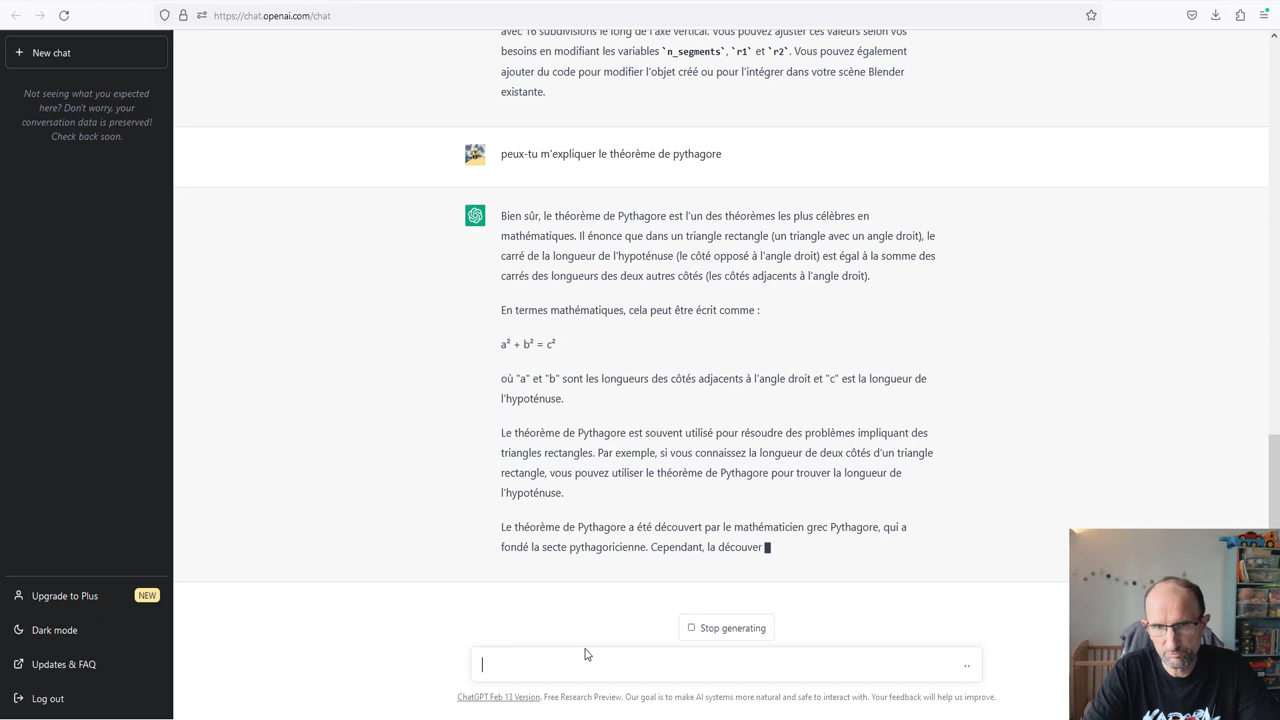 https://chat.openai.com/chat
New chat
Not seeing what you expected
here? Don't worry, your
conversation data is preserved!
Check back soon.
avec 16 subdivisions le long de l'axe vertical. Vous pouvez ajuster ces valeurs selon vos
besoins en modifiant les variables `n_segments`, `r1` et `r2`. Vous pouvez également
ajouter du code pour modifier l'objet créé ou pour l'intégrer dans votre scène Blender
existante.
peux-tu m'expliquer le théorème de pythagore
Bien sûr, le théorème de Pythagore est l'un des théorèmes les plus célèbres en
mathématiques. Il énonce que dans un triangle rectangle (un triangle avec un angle droit), le
carré de la longueur de l'hypoténuse (le côté opposé à l'angle droit) est égal à la somme des
carrés des longueurs des deux autres côtés (les côtés adjacents à l'angle droit).
En termes mathématiques, cela peut être écrit comme :
a² + b² = c²
où "a" et "b" sont les longueurs des côtés adjacents à l'angle droit et "c" est la longueur de
l'hypoténuse.
Le théorème de Pythagore est souvent utilisé pour résoudre des problèmes impliquant des
triangles rectangles. Par exemple, si vous connaissez la longueur de deux côtés d'un triangle
rectangle, vous pouvez utiliser le théorème de Pythagore pour trouver la longueur de
l'hypoténuse.
Le théorème de Pythagore a été découvert par le mathématicien grec Pythagore, qui a
fondé la secte pythagoricienne. Cependant, la découver
Upgrade to Plus NEW
Dark mode
Updates & FAQ
Log out
Stop generating
ChatGPT Feb 13 Version. Free Research Preview. Our goal is to make AI systems more natural and safe to interact with. Your feedback will help us improve.